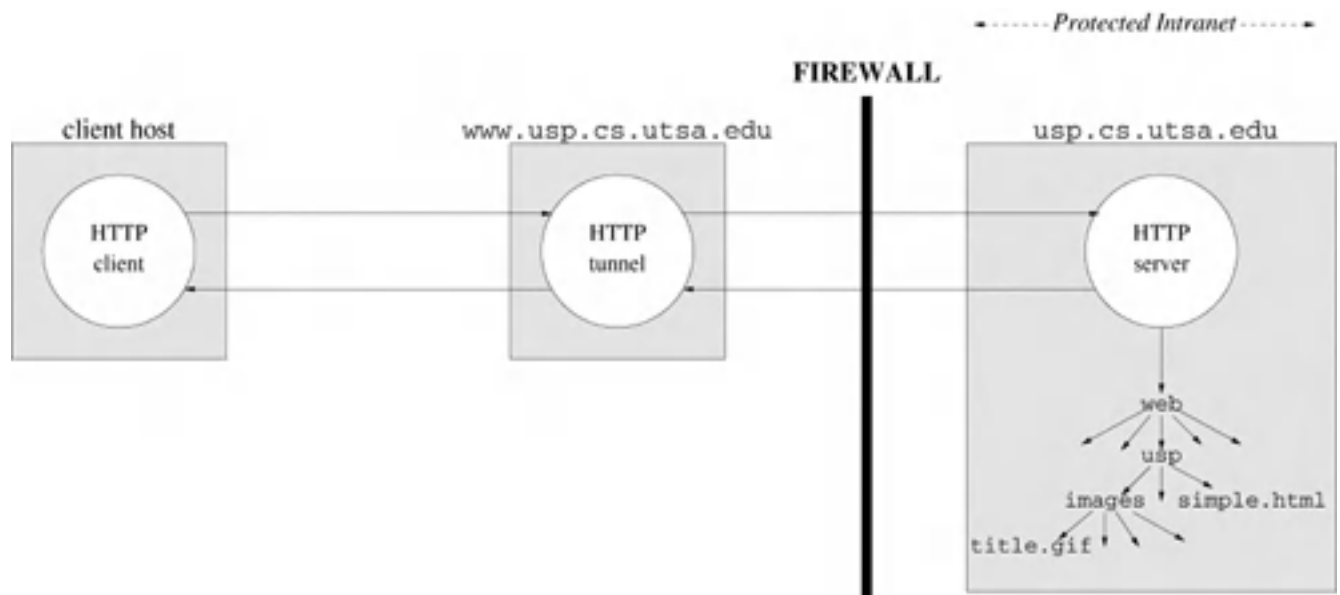 Protected Intranet
FIREWALL
client host
www.usp.cs.utsa.edu
usp.cs.utsa.edu
HTTP
client
HTTP
tunnel
HTTP
server
web
usp
images
simple.html
title.gif